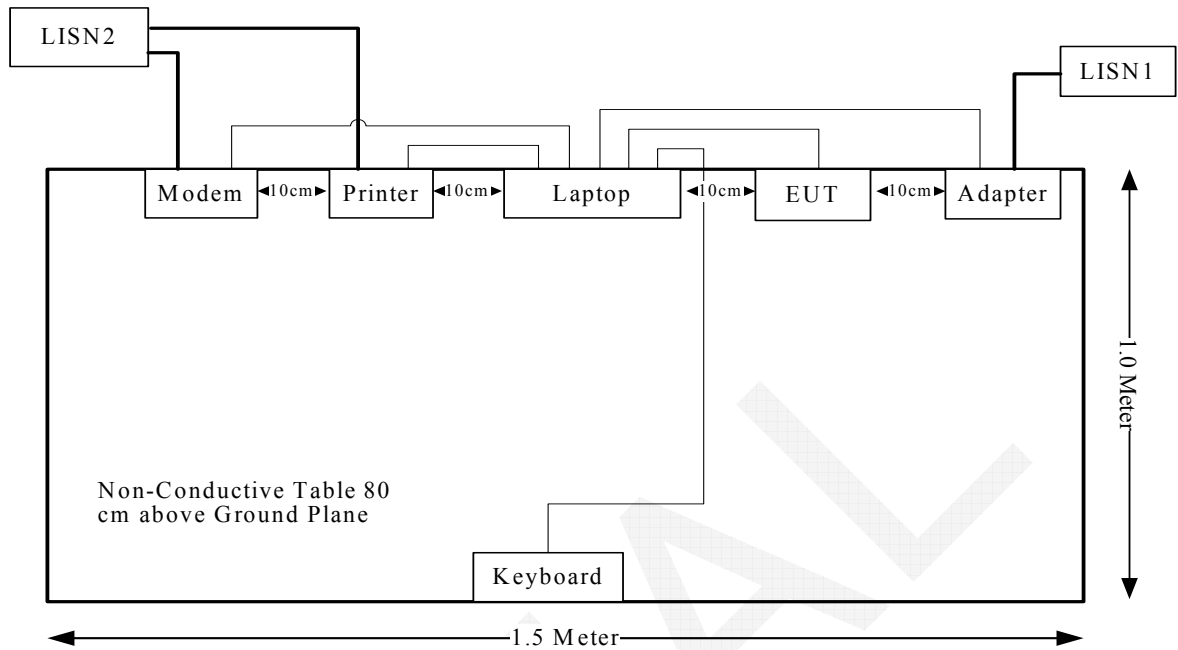 LISN2
LISN1
Modem
10cm
Printer
10cm
Laptop
10cm
EUT
10cm
Adapter
1.0 Meter
Non-Conductive Table 80
cm above Ground Plane
Keyboard
1.5 Meter